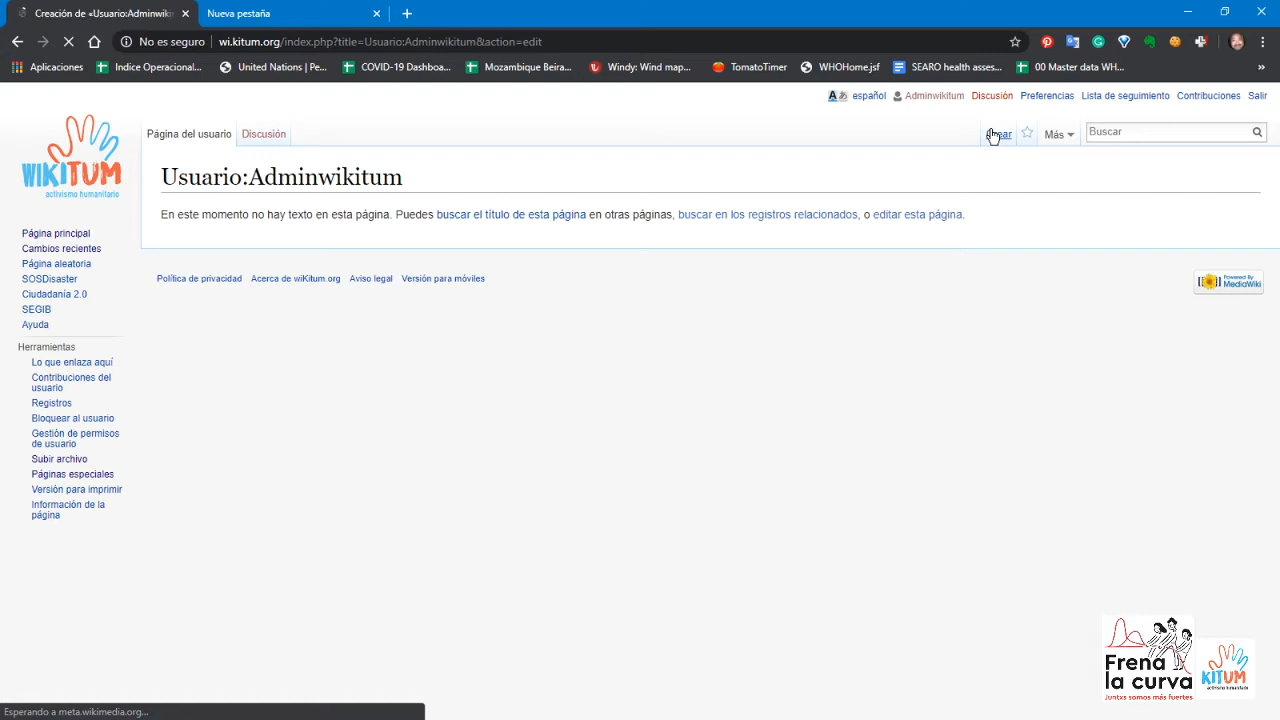 Creación de «Usuario:Adminwiki
Nueva pestaña
No es seguro
wi.kitum.org/index.php?title=Usuario:Adminwikitum&action=edit
Aplicaciones
Indice Operacional...
United Nations | Pe...
COVID-19 Dashboa...
Mozambique Beira...
Windy: Wind map...
TomatoTimer
WHOHome.jsf
SEARO health asses...
00 Master data WH...
español
Adminwikitum
Discusión
Preferencias
Lista de seguimiento
Contribuciones
Salir
WIKITUM
activismo humanitario
Página del usuario
Discusión
Más
Buscar
Usuario:Adminwikitum
En este momento no hay texto en esta página. Puedes buscar el título de esta página en otras páginas, buscar en los registros relacionados, o editar esta página.
Página principal
Cambios recientes
Página aleatoria
SOSDisaster
Ciudadanía 2.0
SEGIB
Ayuda
Herramientas
Lo que enlaza aquí
Contribuciones del
usuario
Registros
Bloquear al usuario
Gestión de permisos
de usuario
Subir archivo
Páginas especiales
Versión para imprimir
Información de la
página
Política de privacidad
Acerca de wiKitum.org
Aviso legal
Versión para móviles
Powered By
MediaWiki
Frena
la curva
Juntxs somos más fuertes
KITUM
activismo humanitario
Esperando a meta.wikimedia.org...